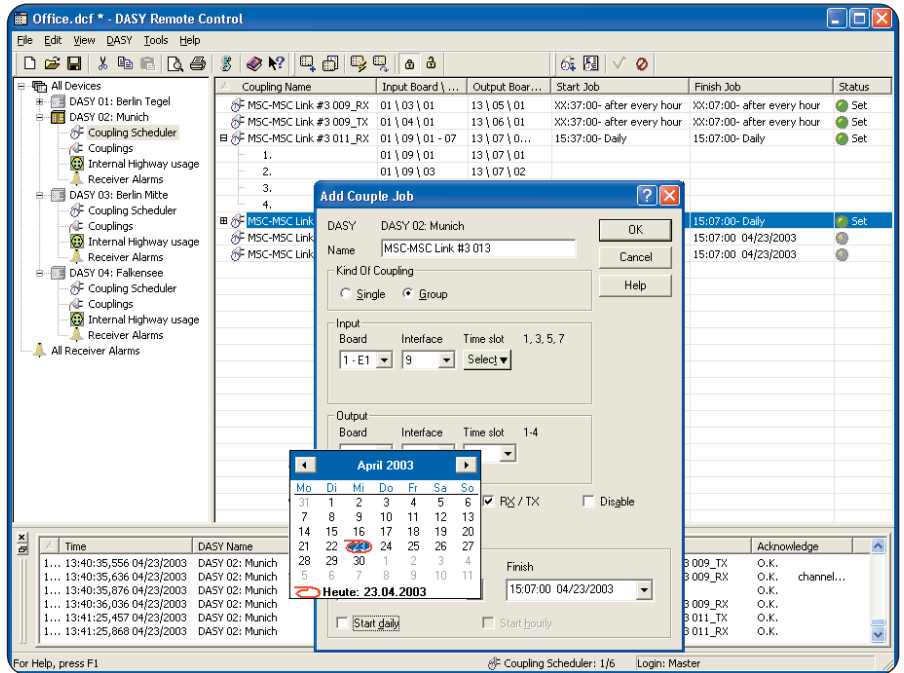 Office.dcf * - DASY Remote Control
File Edit View DASY Tools Help
All Devices
DASY 01: Berlin Tegel
DASY 02: Munich
Coupling Scheduler
Couplings
Internal Highway usage
Receiver Alarms
DASY 03: Berlin Mitte
Coupling Scheduler
Couplings
Internal Highway usage
Receiver Alarms
DASY 04: Falkensee
Coupling Scheduler
Couplings
Internal Highway usage
Receiver Alarms
All Receiver Alarms
Coupling Name Input Board \ ... Output Boar... Start Job Finish Job Status
MSC-MSC Link #3 009_RX 01 \ 03 \ 01 13 \ 05 \ 01 XX:37:00- after every hour XX:07:00- after every hour Set
MSC-MSC Link #3 009_TX 01 \ 04 \ 01 13 \ 06 \ 01 XX:37:00- after every hour XX:07:00- after every hour Set
MSC-MSC Link #3 011_RX 01 \ 09 \ 01 - 07 13 \ 07 \ 0... 15:37:00- Daily 15:07:00- Daily Set
1. 01 \ 09 \ 01 13 \ 07 \ 01
2. 01 \ 09 \ 03 13 \ 07 \ 02
3.
4.
MSC-MSC Link 15:07:00- Daily Set
MSC-MSC Link 15:07:00 04/23/2003
MSC-MSC Link 15:07:00 04/23/2003
Add Couple Job
DASY DASY 02: Munich OK
Name MSC-MSC Link #3 013 Cancel
Help
Kind Of Coupling
Single Group
Input
Board Interface Time slot 1, 3, 5, 7
1 - E1 9 Select
Output
Board Interface Time slot 1-4
RX / TX Disable
April 2003
Mo Di Mi Do Fr Sa So
31 1 2 3 4 5 6
7 8 9 10 11 12 13
14 15 16 17 18 19 20
21 22 23 24 25 26 27
28 29 30 1 2 3 4
5 6 7 8 9 10 11
Heute: 23.04.2003
Finish
15:07:00 04/23/2003
Start daily Start hourly
Time DASY Name Acknowledge
1... 13:40:35,556 04/23/2003 DASY 02: Munich 3 009_TX O.K.
1... 13:40:35,636 04/23/2003 DASY 02: Munich 3 009_RX O.K. channel...
1... 13:40:35,876 04/23/2003 DASY 02: Munich O.K.
1... 13:40:36,036 04/23/2003 DASY 02: Munich 3 009_RX O.K.
1... 13:41:25,457 04/23/2003 DASY 02: Munich 3 011_TX O.K.
1... 13:41:25,868 04/23/2003 DASY 02: Munich 3 011_RX O.K.
For Help, press F1 Coupling Scheduler: 1/6 Login: Master